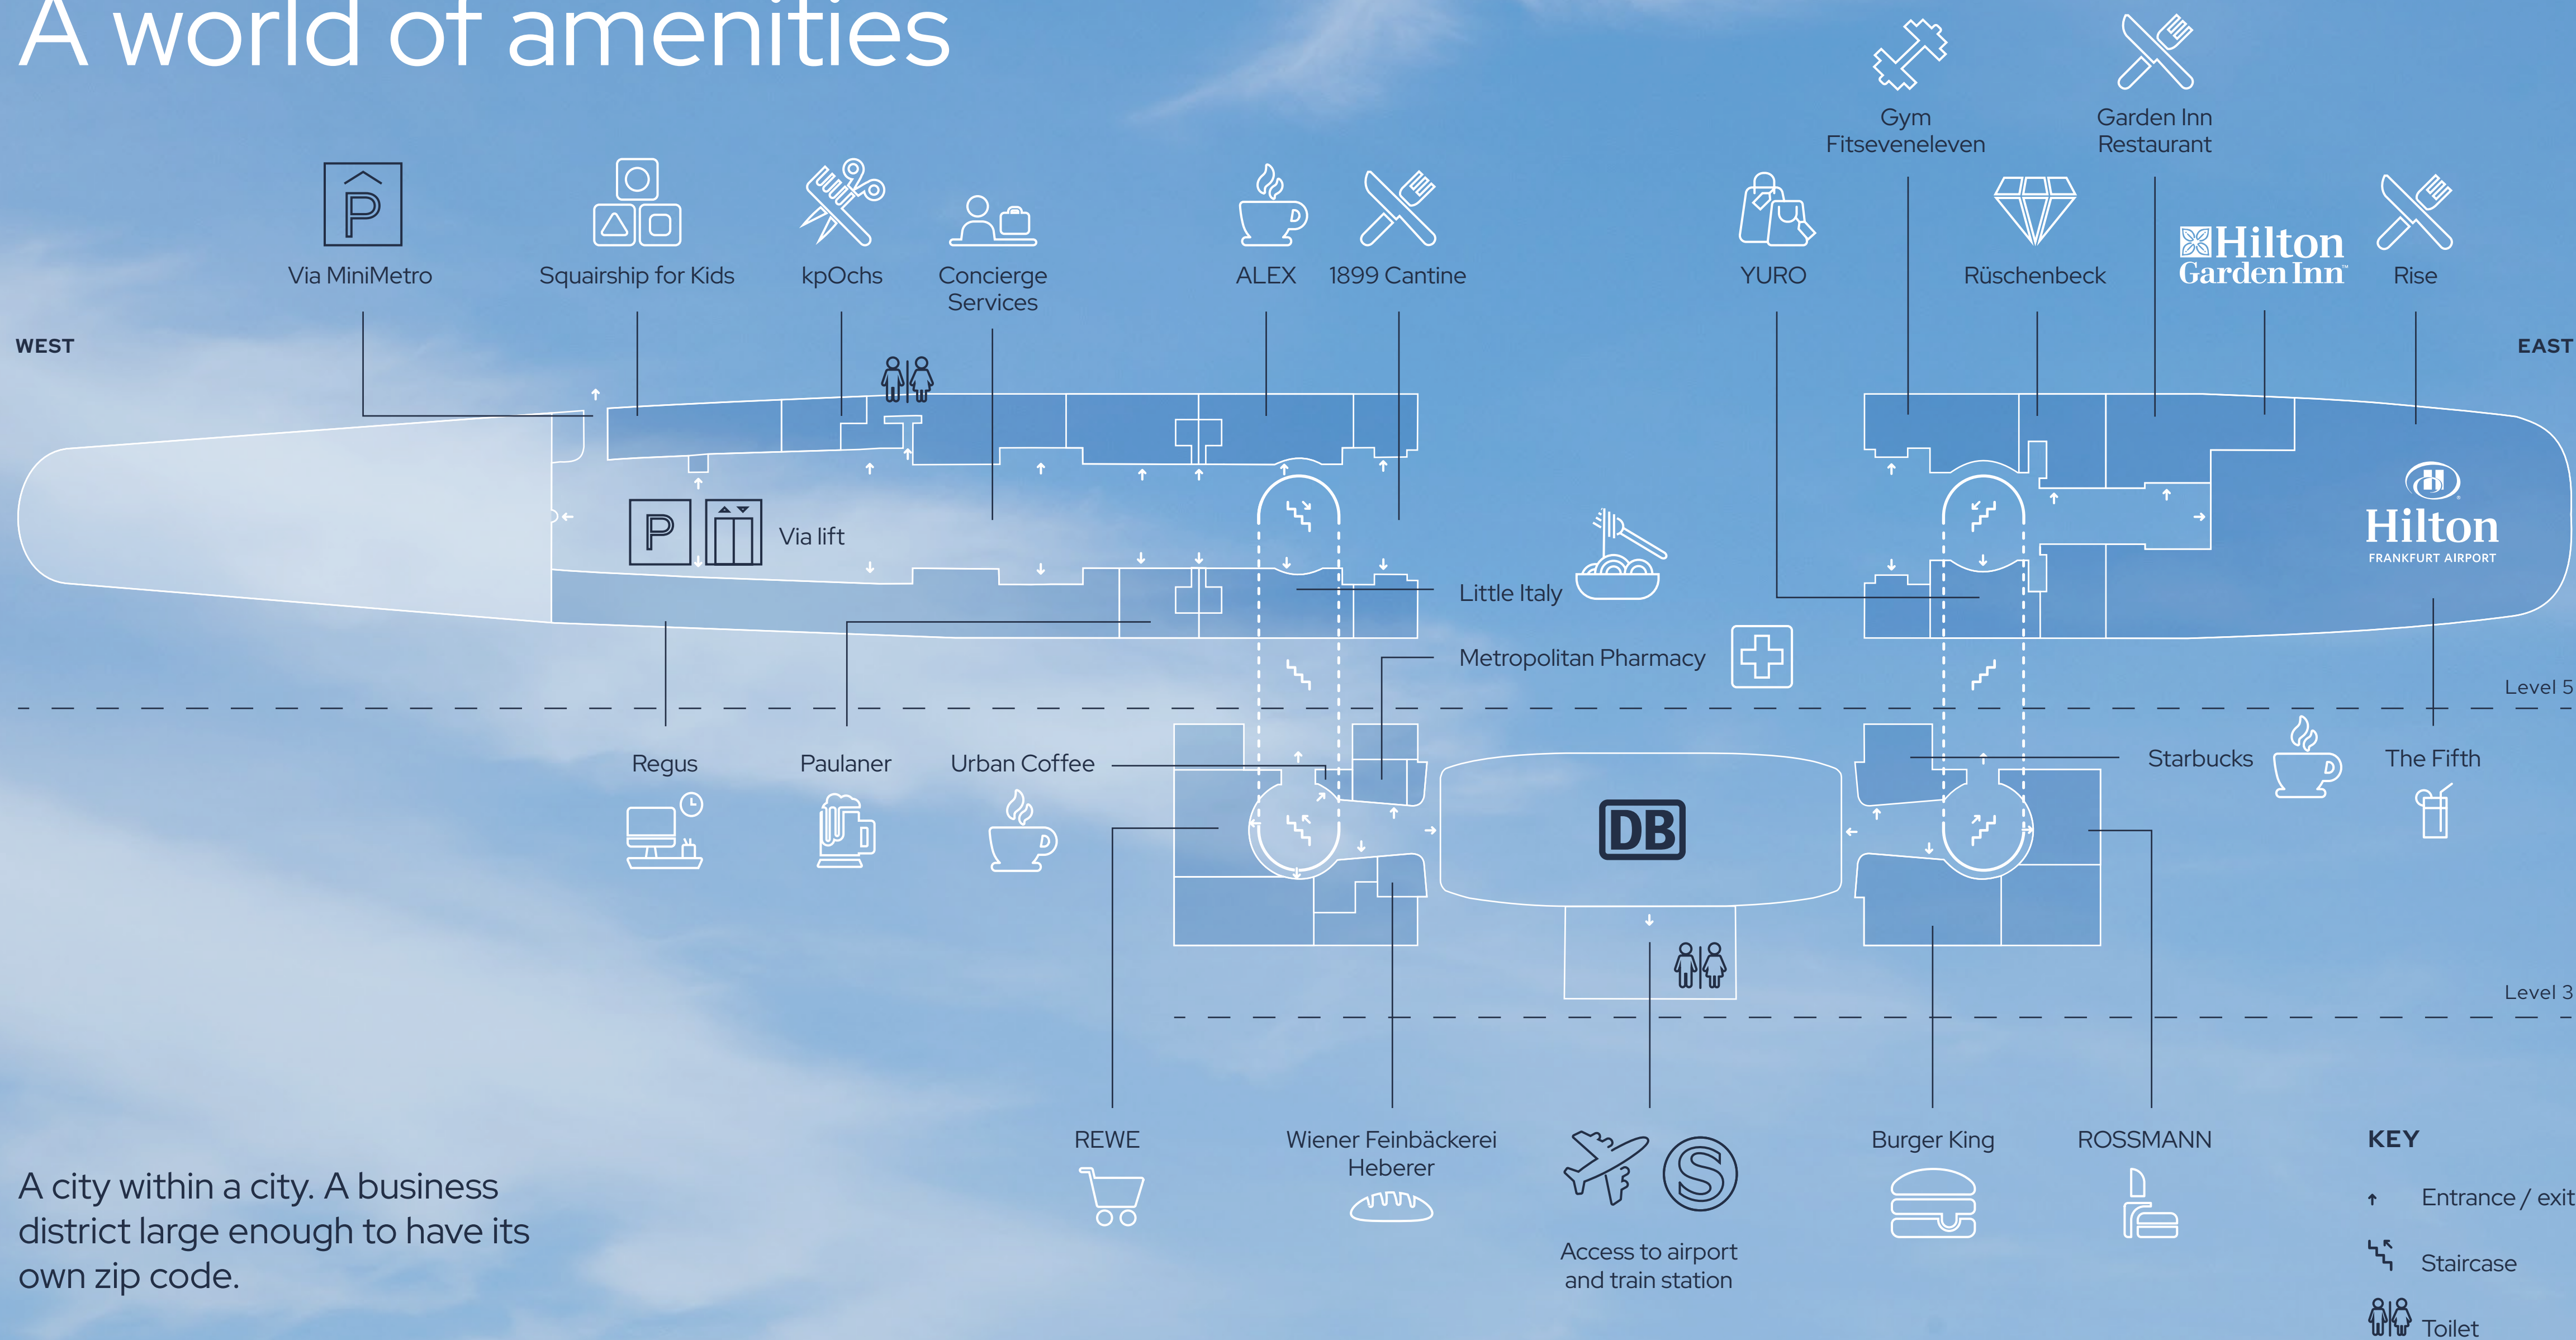 A world of amenities
Gym
Fitseveneleven
Garden Inn
Restaurant
P
Via MiniMetro
Squairship for Kids
kpOchs
Concierge
Services
ALEX
1899 Cantine
YURO
Rüschenbeck
Hilton
Garden Inn™
Rise
WEST
EAST
P
Via lift
H
Hilton
FRANKFURT AIRPORT
Little Italy
Metropolitan Pharmacy
Level 5
Regus
Paulaner
Urban Coffee
Starbucks
The Fifth
DB
Level 3
REWE
Wiener Feinbäckerei
Heberer
S
Access to airport
and train station
Burger King
ROSSMANN
KEY
Entrance / exit
Staircase
Toilet
A city within a city. A business
district large enough to have its
own zip code.